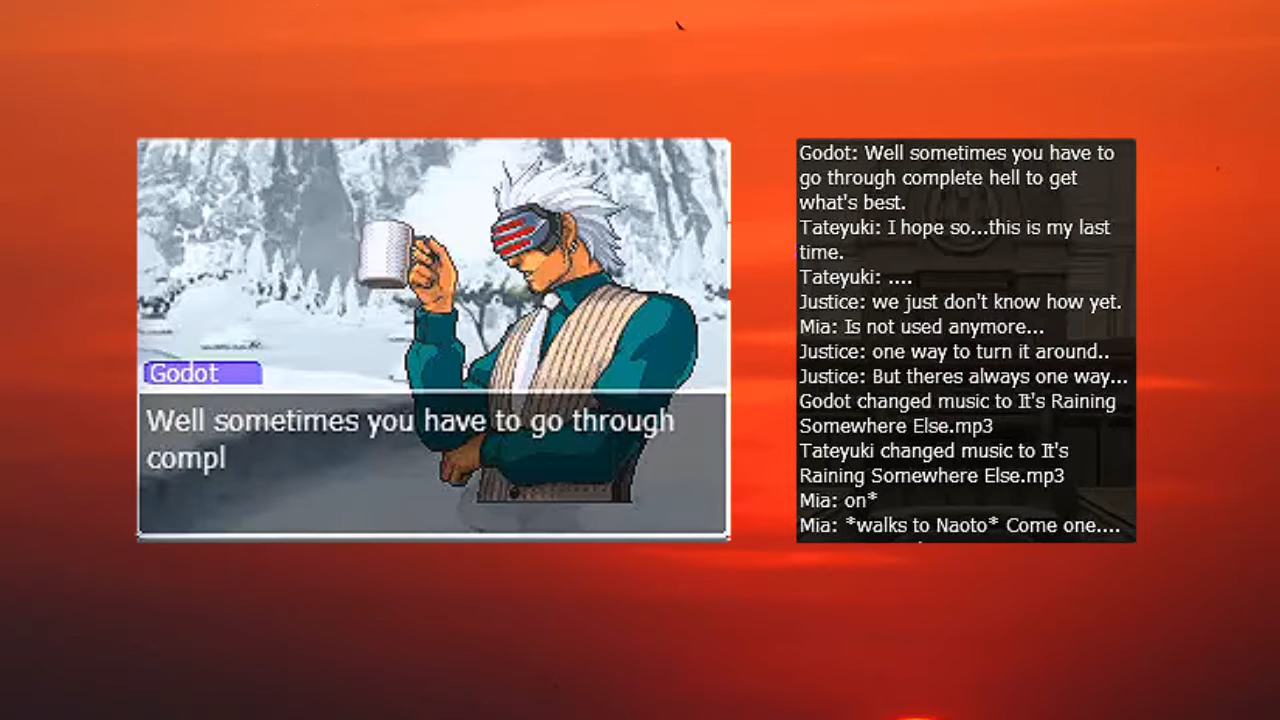 Godot
Well sometimes you have to go through
compl
Godot: Well sometimes you have to
go through complete hell to get
what's best.
Tateyuki: I hope so...this is my last
time.
Tateyuki: ....
Justice: we just don't know how yet.
Mia: Is not used anymore...
Justice: one way to turn it around..
Justice: But theres always one way...
Godot changed music to It's Raining
Somewhere Else.mp3
Tateyuki changed music to It's
Raining Somewhere Else.mp3
Mia: on*
Mia: *walks to Naoto* Come one....